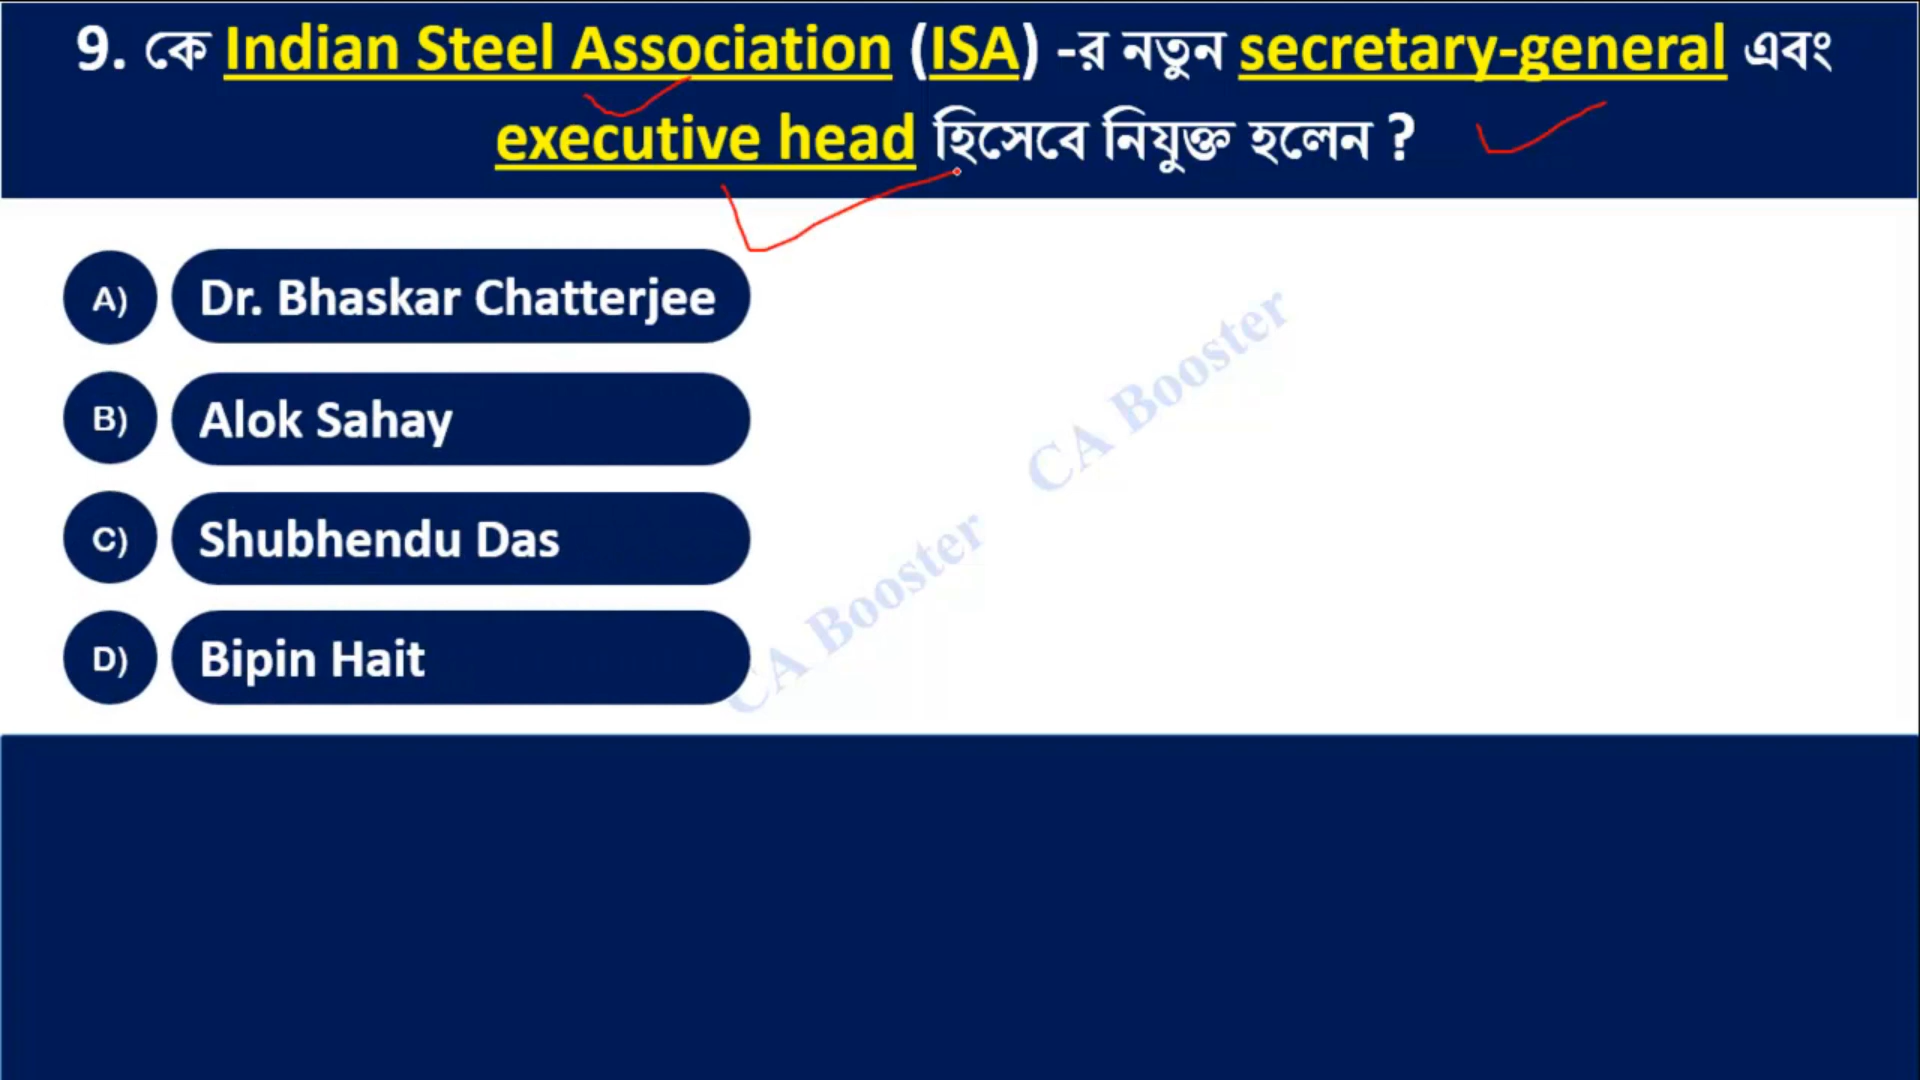 9. কে Indian Steel Association (ISA) -র নতুন secretary-general এবং
executive head হিসেবে নিযুক্ত হলেন ?
A) Dr. Bhaskar Chatterjee
B) Alok Sahay
C) Shubhendu Das
D) Bipin Hait
CA Booster
CA Booster